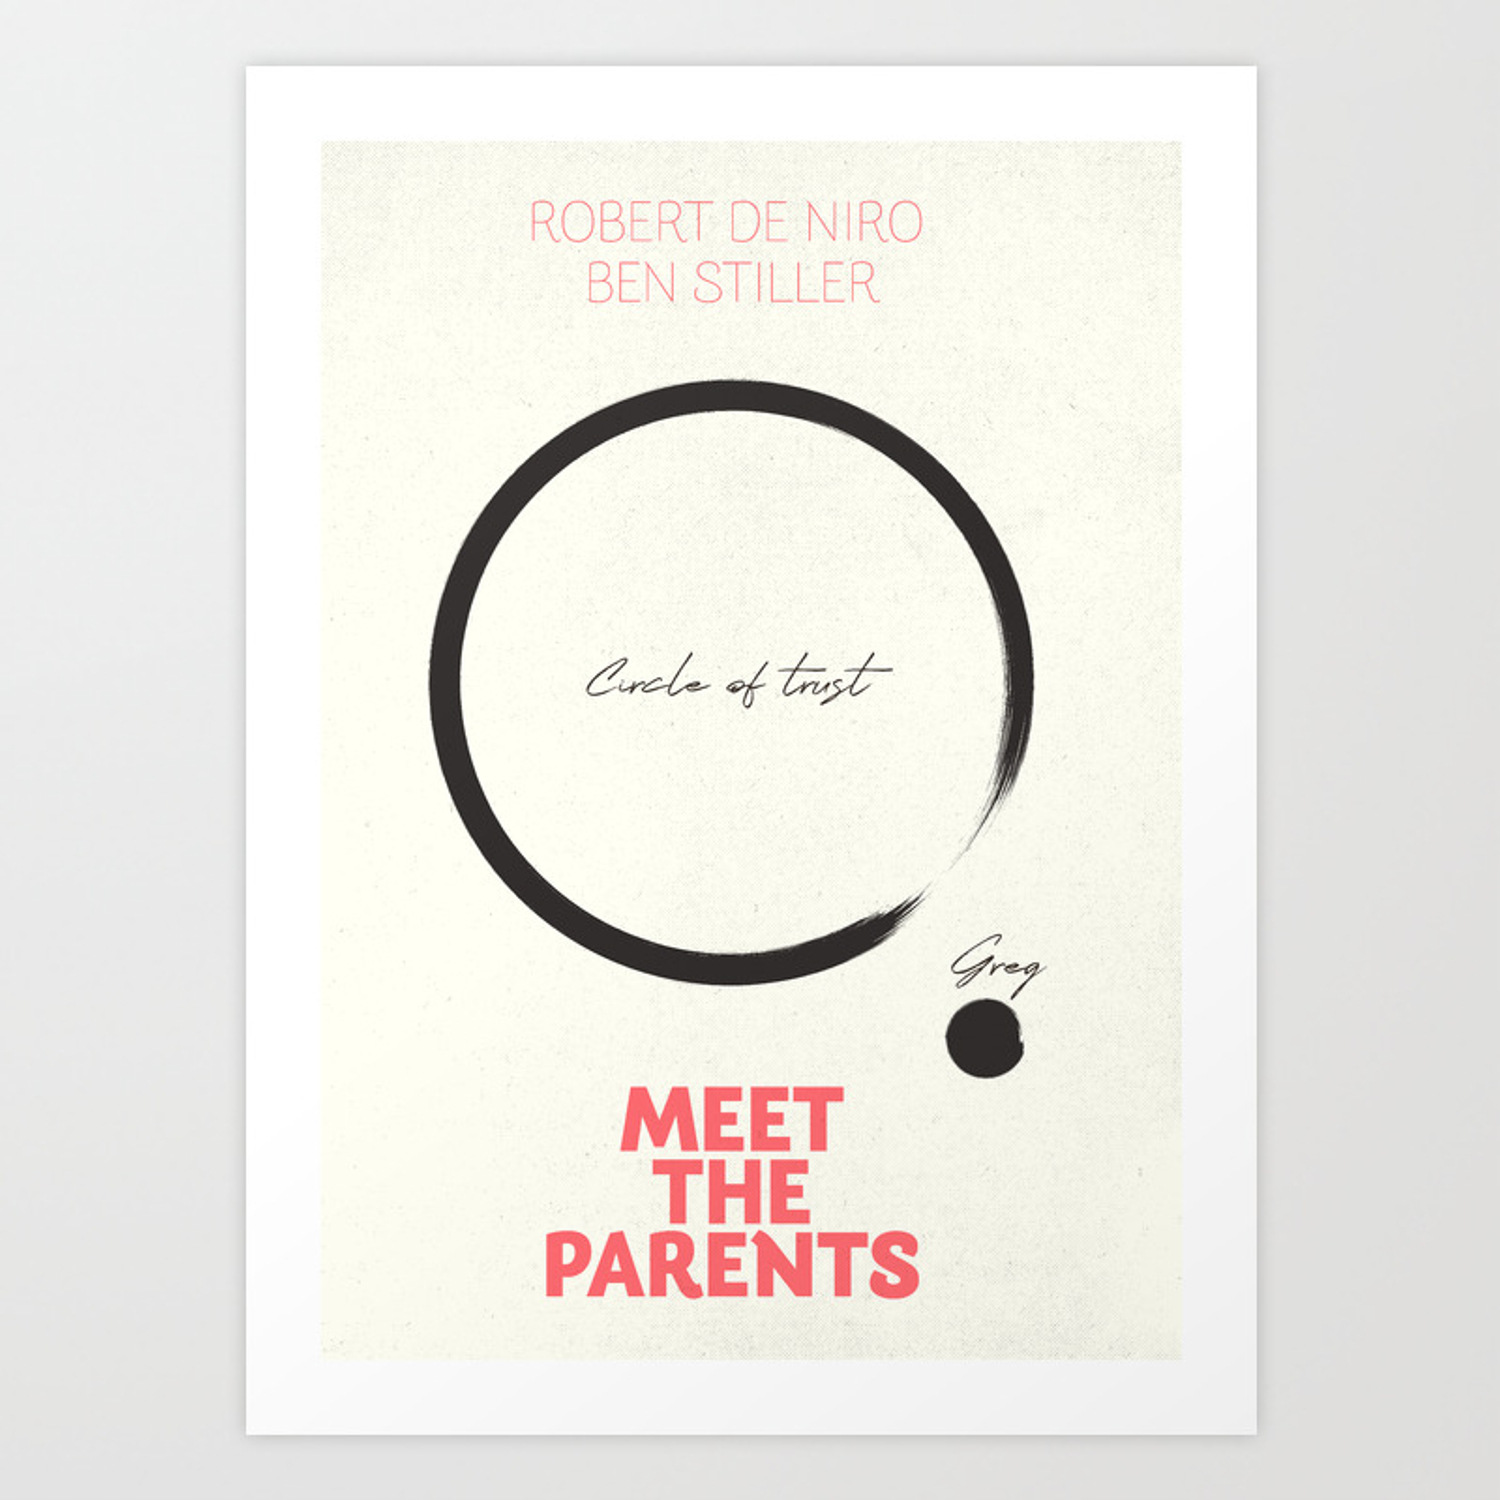 ROBERT DE NIRO
BEN STILLER
Circle of trust
Greg
MEET
THE
PARENTS